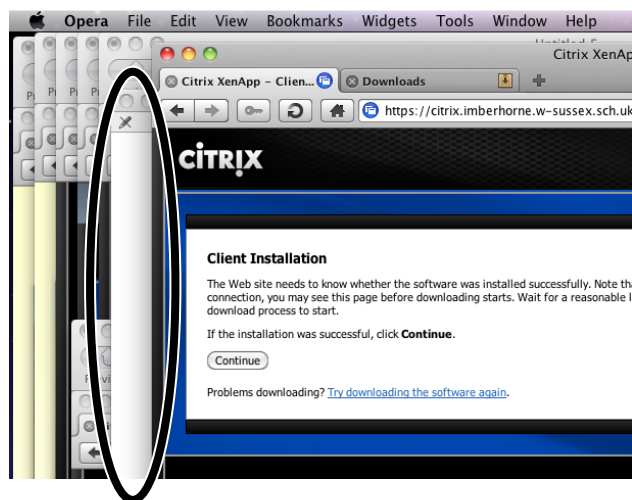 Opera File Edit View Bookmarks Widgets Tools Window Help
Citrix XenApp
Citrix XenApp – Clien... Downloads
https://citrix.imberhorne.w-sussex.sch.uk
CİTRIX
Client Installation
The Web site needs to know whether the software was installed successfully. Note
connection, you may see this page before downloading starts. Wait for a reasonable
download process to start.
If the installation was successful, click Continue.
Continue
Problems downloading? Try downloading the software again.